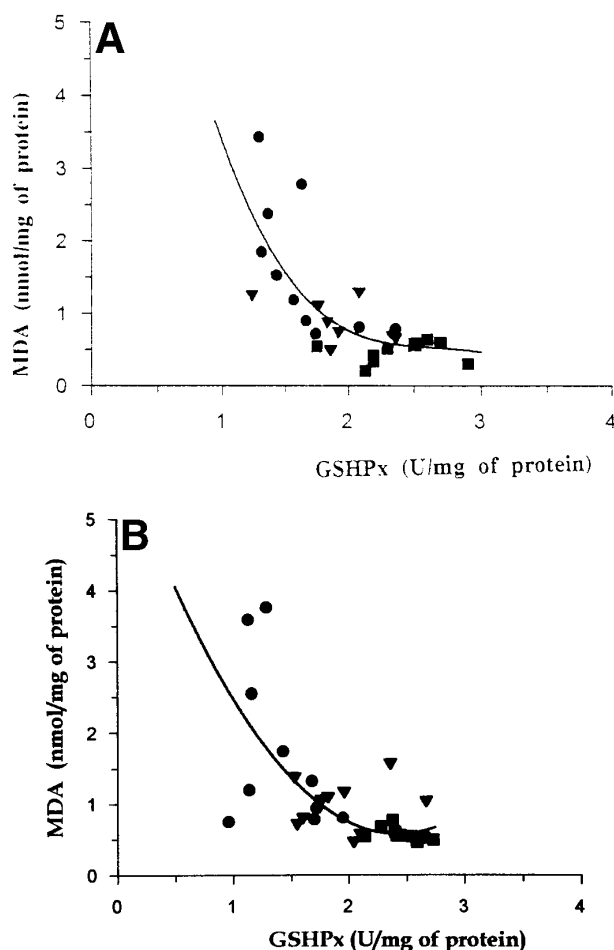 A
5
4
3
2
1
0
MDA (nmol/mg of protein)
0 1 2 3 4
GSHPx (U/mg of protein)
B
5
4
3
2
1
0
MDA (nmol/mg of protein)
0 1 2 3 4
GSHPx (U/mg of protein)